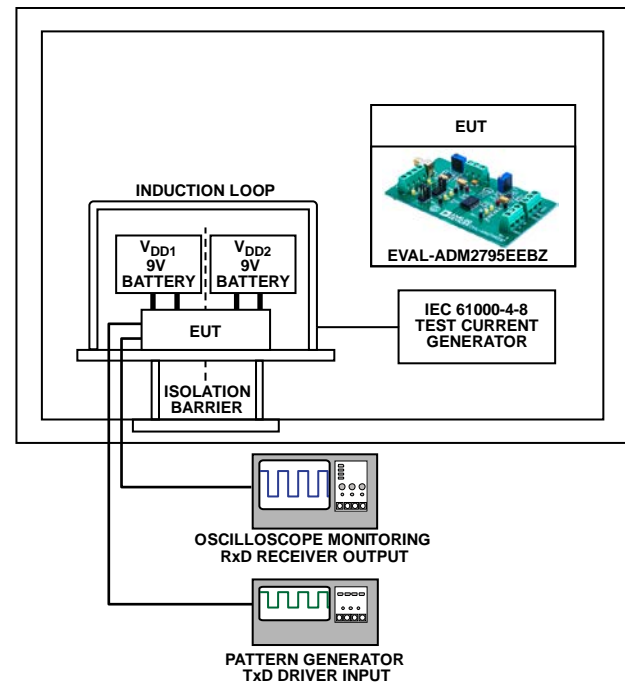 EUT
EVAL-ADM2795EEBZ
INDUCTION LOOP
VDD1
9V
BATTERY
VDD2
9V
BATTERY
EUT
IEC 61000-4-8
TEST CURRENT
GENERATOR
ISOLATION
BARRIER
OSCILLOSCOPE MONITORING
RxD RECEIVER OUTPUT
PATTERN GENERATOR
TxD DRIVER INPUT